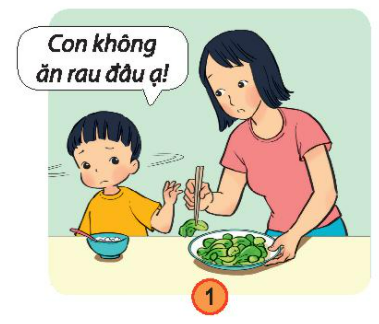 Con không
ăn rau đâu ạ!
1